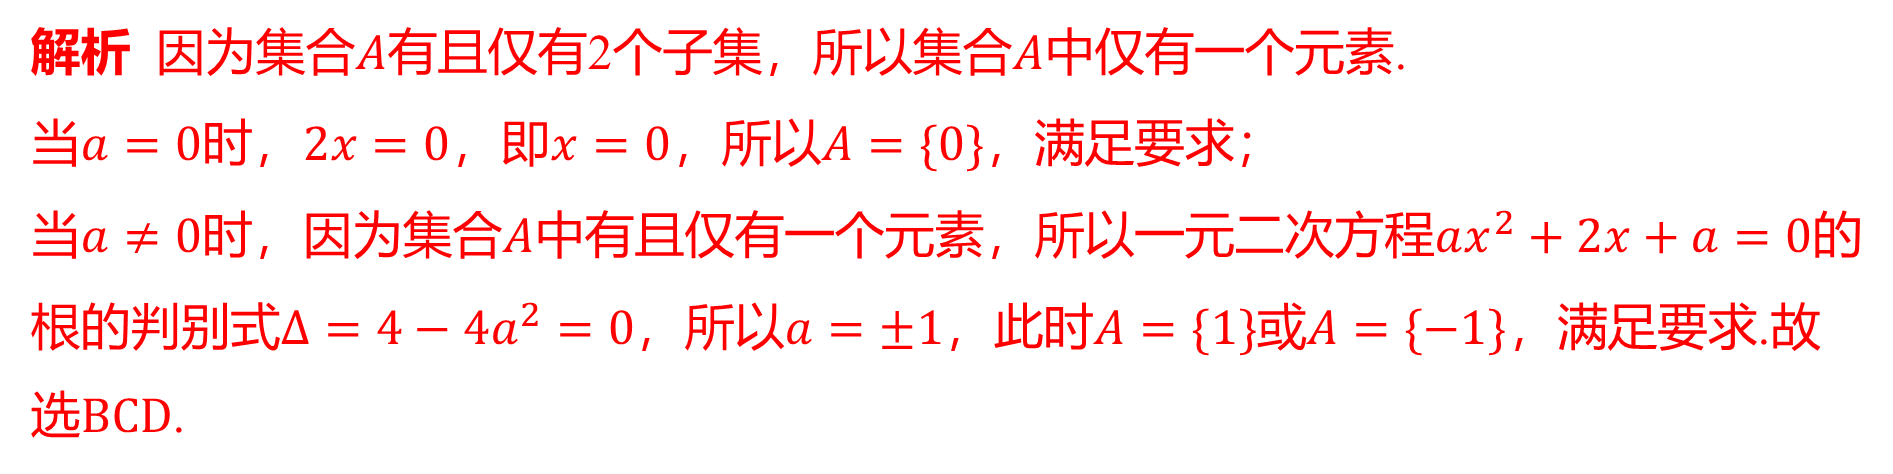 解析 因为集合A有且仅有2个子集，所以集合A中仅有一个元素.
当a = 0时，2x = 0，即x = 0，所以A = {0}，满足要求；
当a ≠ 0时，因为集合A中有且仅有一个元素，所以一元二次方程ax² + 2x + a = 0的
根的判别式Δ = 4 − 4a² = 0，所以a = ±1，此时A = {1}或A = {−1}，满足要求.故
选BCD.